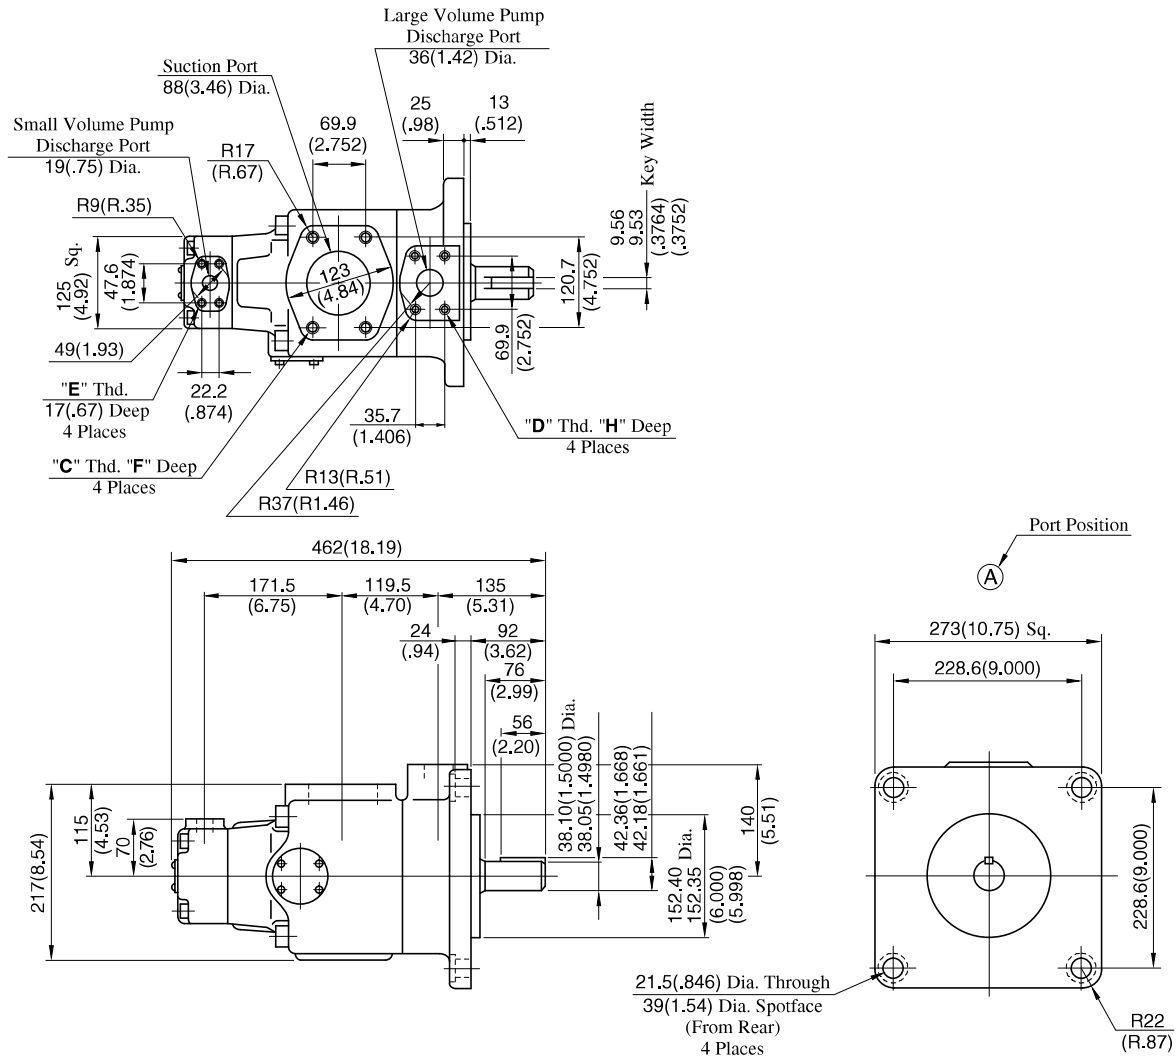 Large Volume Pump
Discharge Port
36(1.42) Dia.
Suction Port
88(3.46) Dia.
Small Volume Pump
Discharge Port
19(.75) Dia.
25
(.98)
13
(.512)
69.9
(2.752)
R17
(R.67)
R9(R.35)
Key Width
9.56
9.53
(.3764)
(.3752)
125 Sq.
(4.92)
47.6
(1.874)
123
(4.84)
120.7
(4.752)
69.9
(2.752)
49(1.93)
"E" Thd.
17(.67) Deep
4 Places
22.2
(.874)
35.7
(1.406)
"D" Thd. "H" Deep
4 Places
"C" Thd. "F" Deep
4 Places
R13(R.51)
R37(R1.46)
Port Position
A
462(18.19)
171.5
(6.75)
119.5
(4.70)
135
(5.31)
24
(.94)
92
(3.62)
76
(2.99)
56
(2.20)
273(10.75) Sq.
228.6(9.000)
38.10(1.5000) Dia.
38.05(1.4980)
42.36(1.668)
42.18(1.661)
140
(5.51)
217(8.54)
115
(4.53)
70
(2.76)
152.40 Dia.
152.35
(6.000)
(5.998)
228.6(9.000)
21.5(.846) Dia. Through
39(1.54) Dia. Spotface
(From Rear)
4 Places
R22
(R.87)